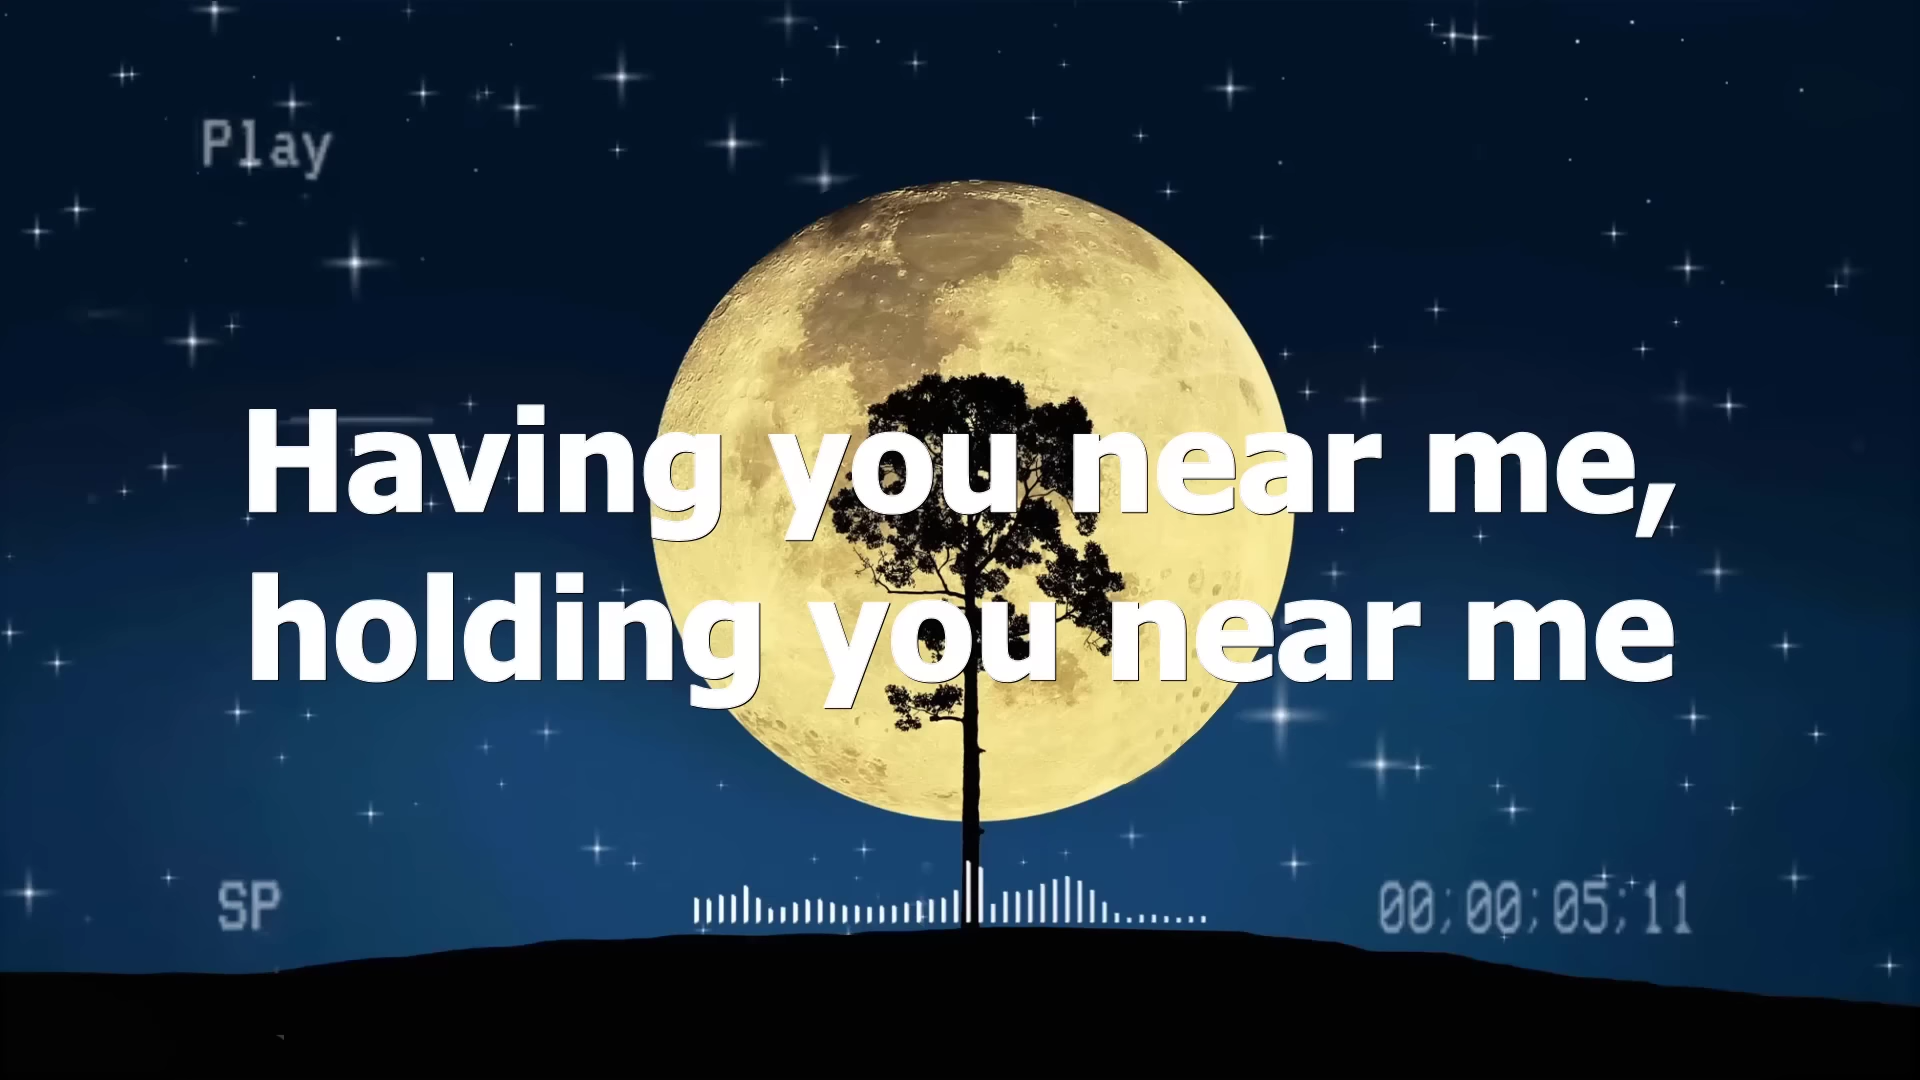 Play
Having you near me,
holding you near me
SP
00;00;05;11